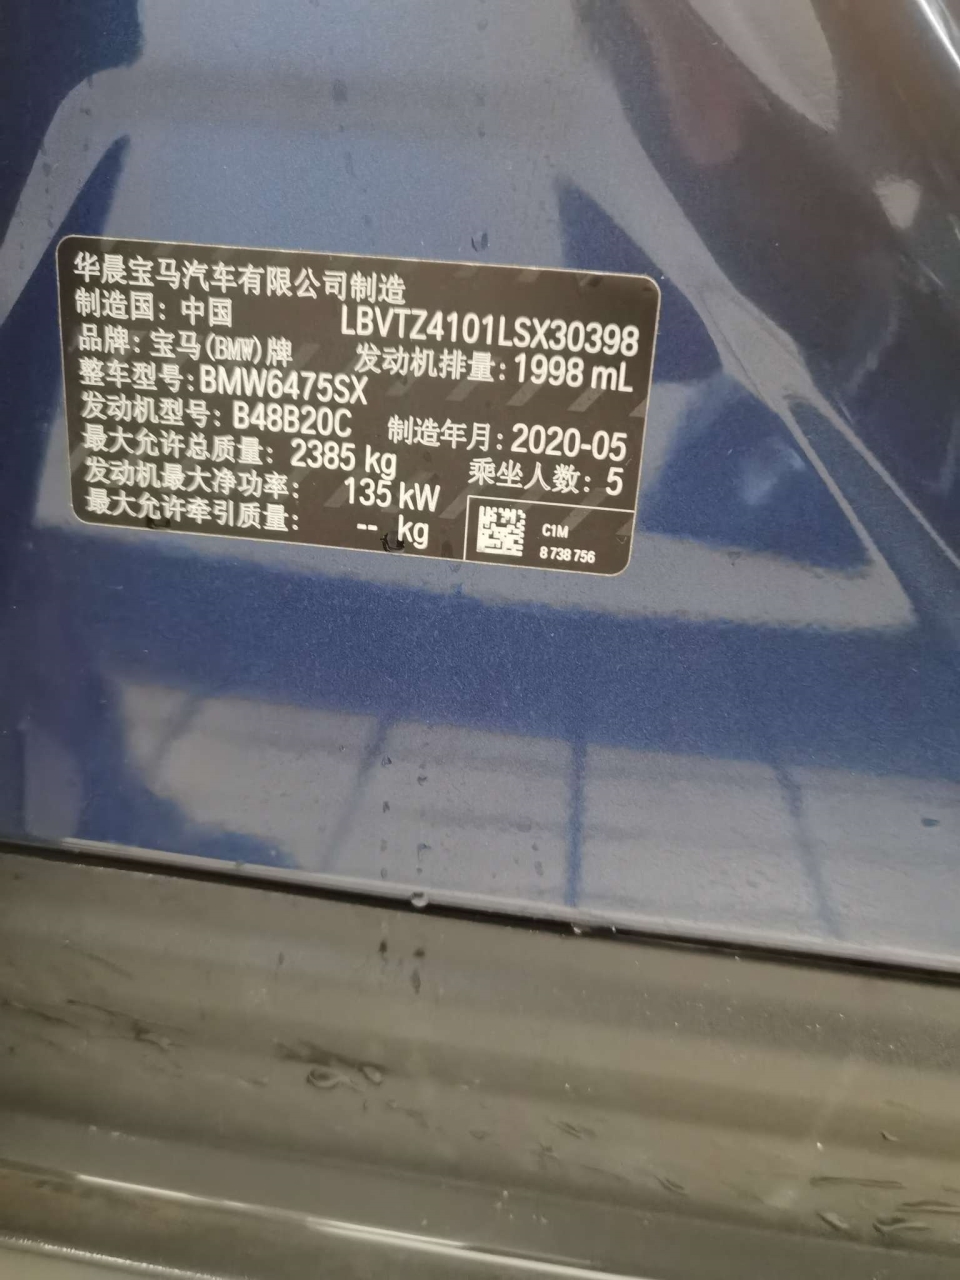 华晨宝马汽车有限公司制造
制造国: 中国 LBVTZ4101LSX30398
品牌: 宝马(BMW)牌 发动机排量: 1998 mL
整车型号: BMW6475SX
发动机型号: B48B20C 制造年月: 2020-05
最大允许总质量: 2385 kg 乘坐人数: 5
发动机最大净功率: 135 kW
最大允许牵引质量: -- kg
C1M
8 738 756